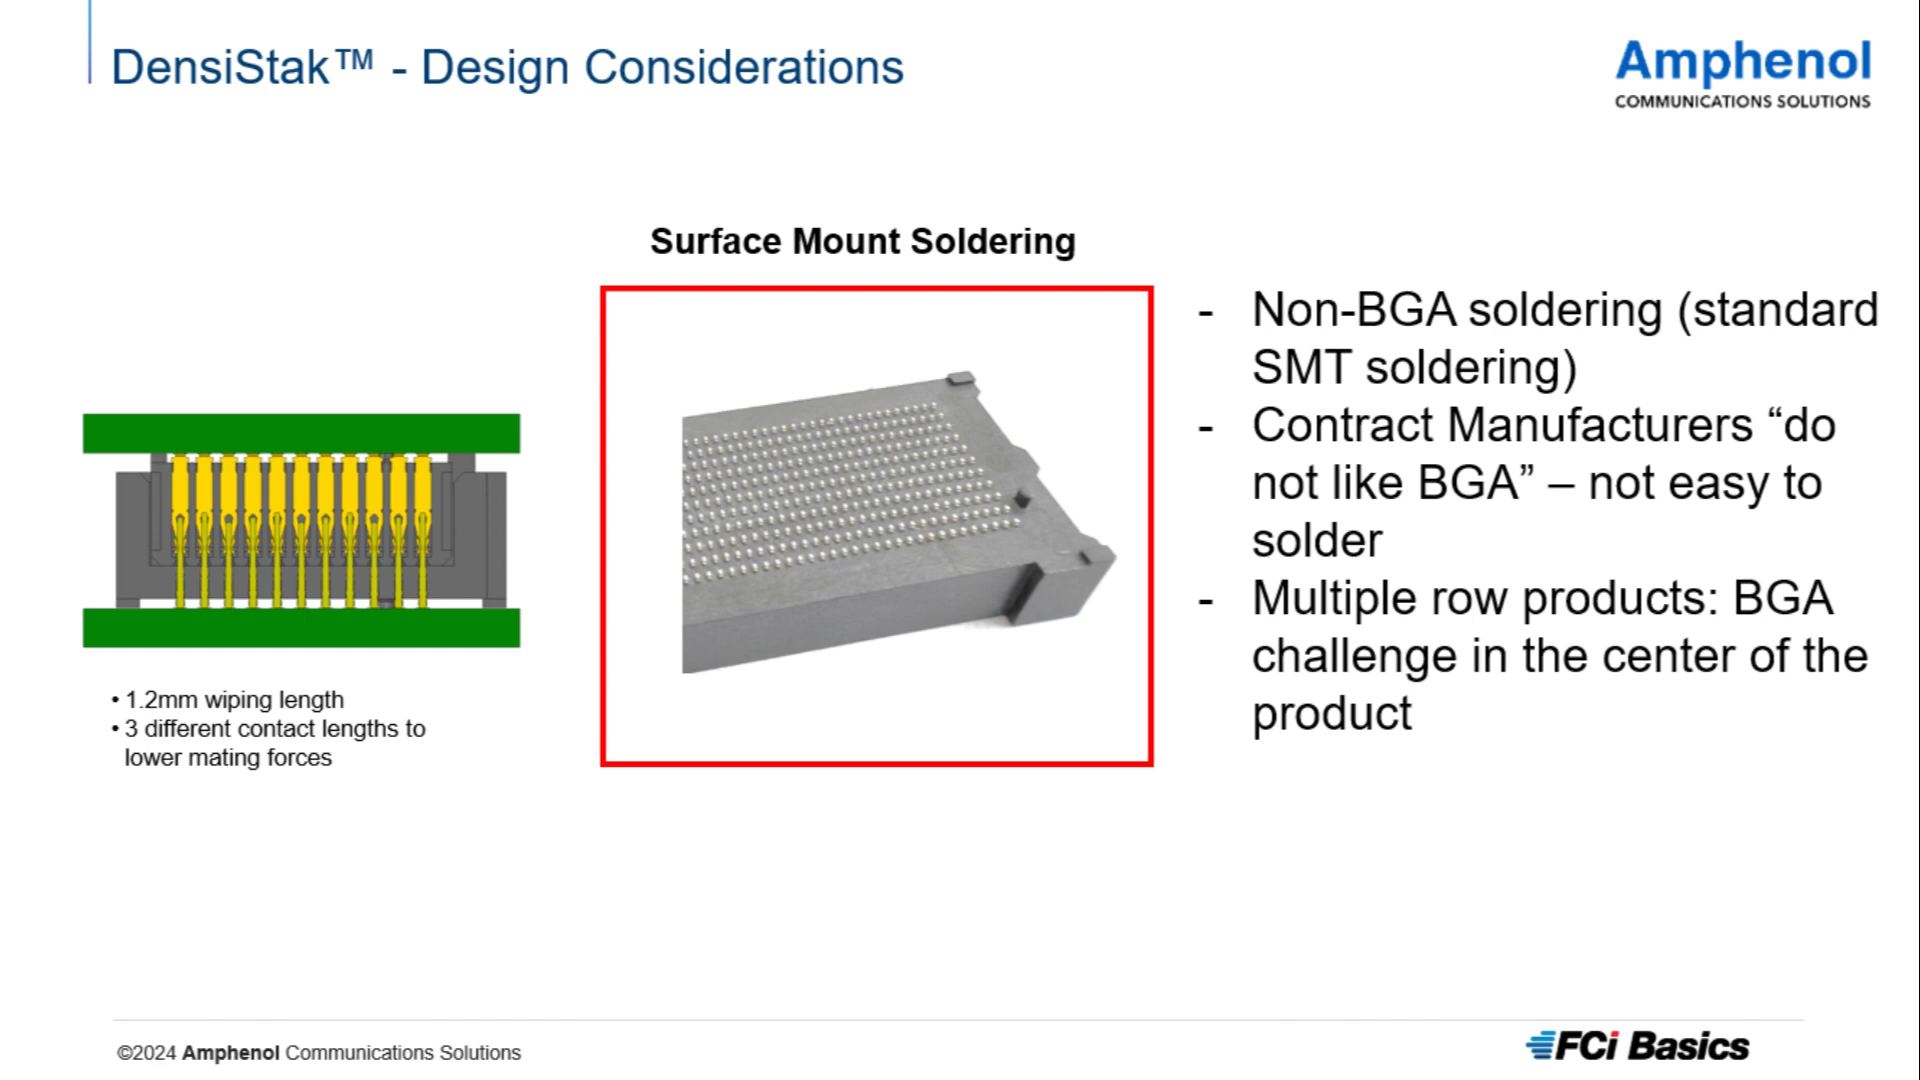 DensiStak™ - Design Considerations
Amphenol
COMMUNICATIONS SOLUTIONS
Surface Mount Soldering
- Non-BGA soldering (standard
SMT soldering)
- Contract Manufacturers “do
not like BGA” – not easy to
solder
- Multiple row products: BGA
challenge in the center of the
product
• 1.2mm wiping length
• 3 different contact lengths to
lower mating forces
©2024 Amphenol Communications Solutions
FCi Basics